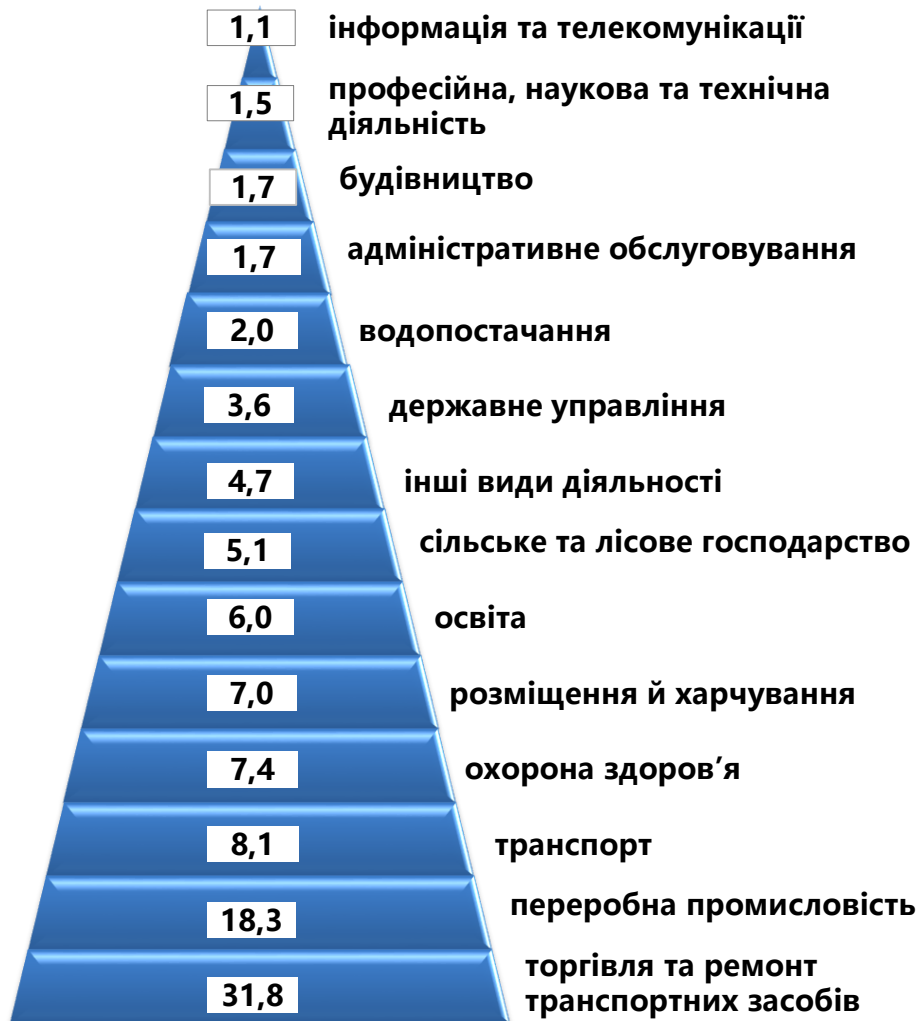 1,1 інформація та телекомунікації
1,5 професійна, наукова та технічна
діяльність
1,7 будівництво
1,7 адміністративне обслуговування
2,0 водопостачання
3,6 державне управління
4,7 інші види діяльності
5,1 сільське та лісове господарство
6,0 освіта
7,0 розміщення й харчування
7,4 охорона здоров’я
8,1 транспорт
18,3 переробна промисловість
31,8 торгівля та ремонт
транспортних засобів